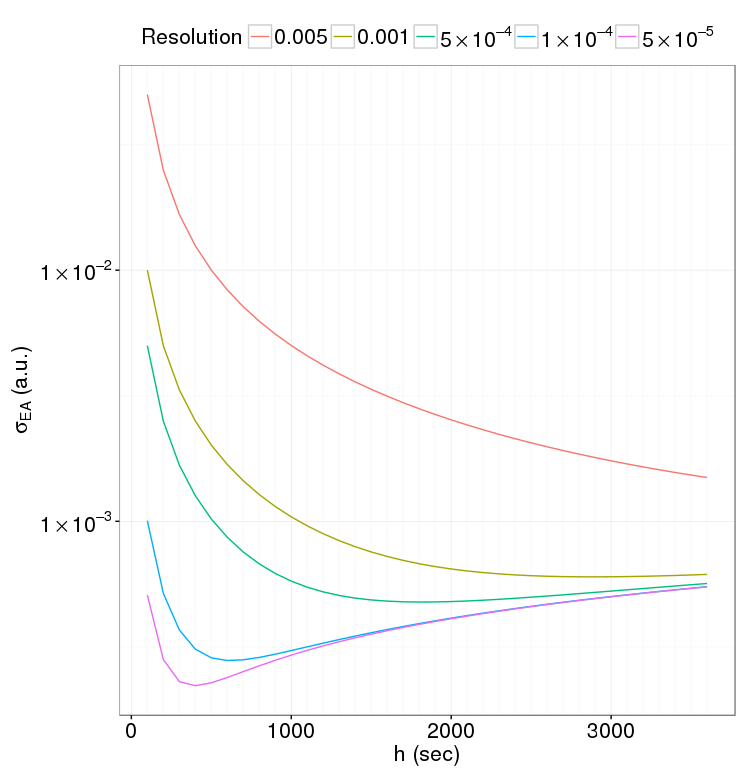 Resolution 0.005 0.001 5×10⁻⁴ 1×10⁻⁴ 5×10⁻⁵
1×10⁻²
1×10⁻³
σEA (a.u.)
0 1000 2000 3000
h (sec)